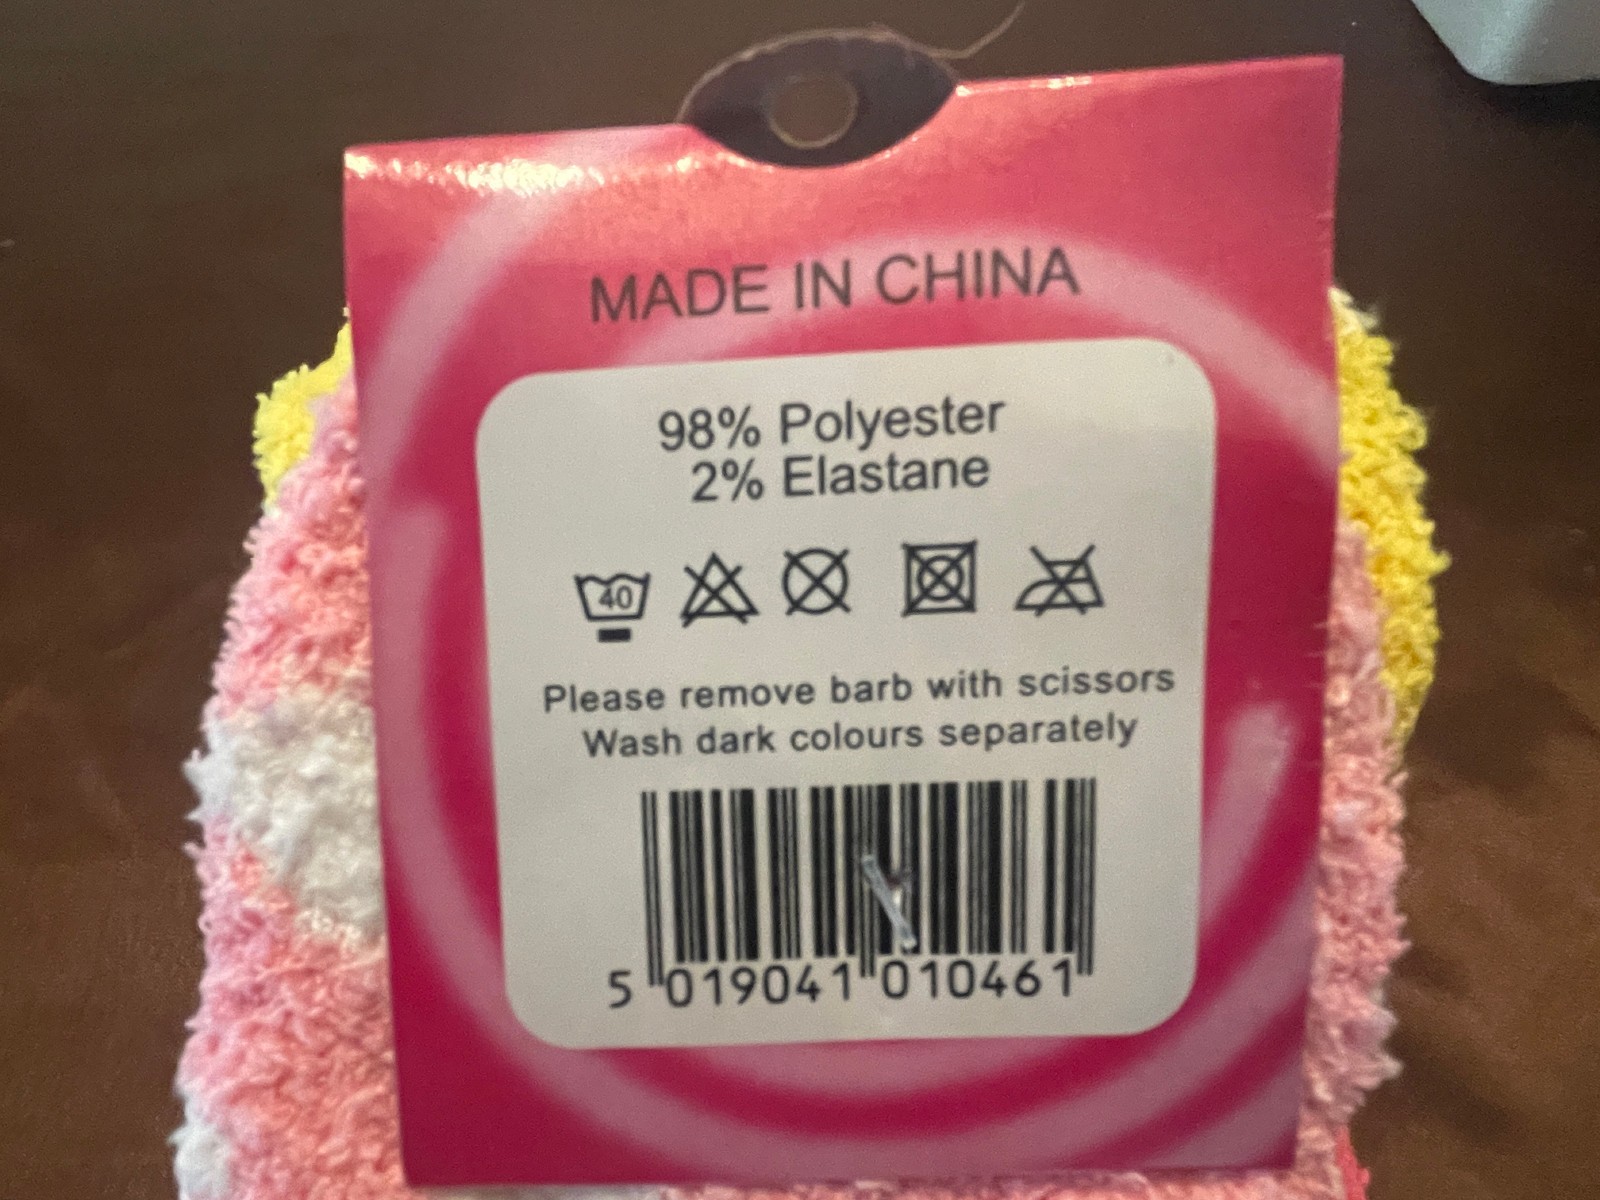 MADE IN CHINA
98% Polyester
2% Elastane
40
Please remove barb with scissors
Wash dark colours separately
5 019041 010461